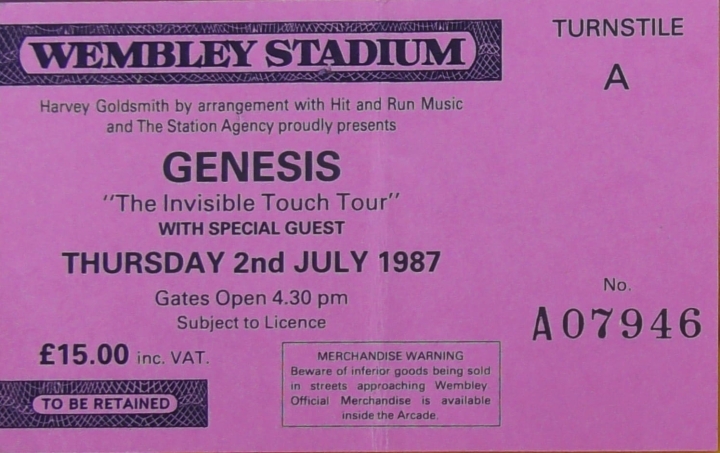 WEMBLEY STADIUM
Harvey Goldsmith by arrangement with Hit and Run Music
and The Station Agency proudly presents
GENESIS
"The Invisible Touch Tour"
WITH SPECIAL GUEST
THURSDAY 2nd JULY 1987
Gates Open 4.30 pm
Subject to Licence
£15.00 inc. VAT.
TO BE RETAINED
MERCHANDISE WARNING
Beware of inferior goods being sold
in streets approaching Wembley.
Official Merchandise is available
inside the Arcade.
TURNSTILE
A
No.
A07946